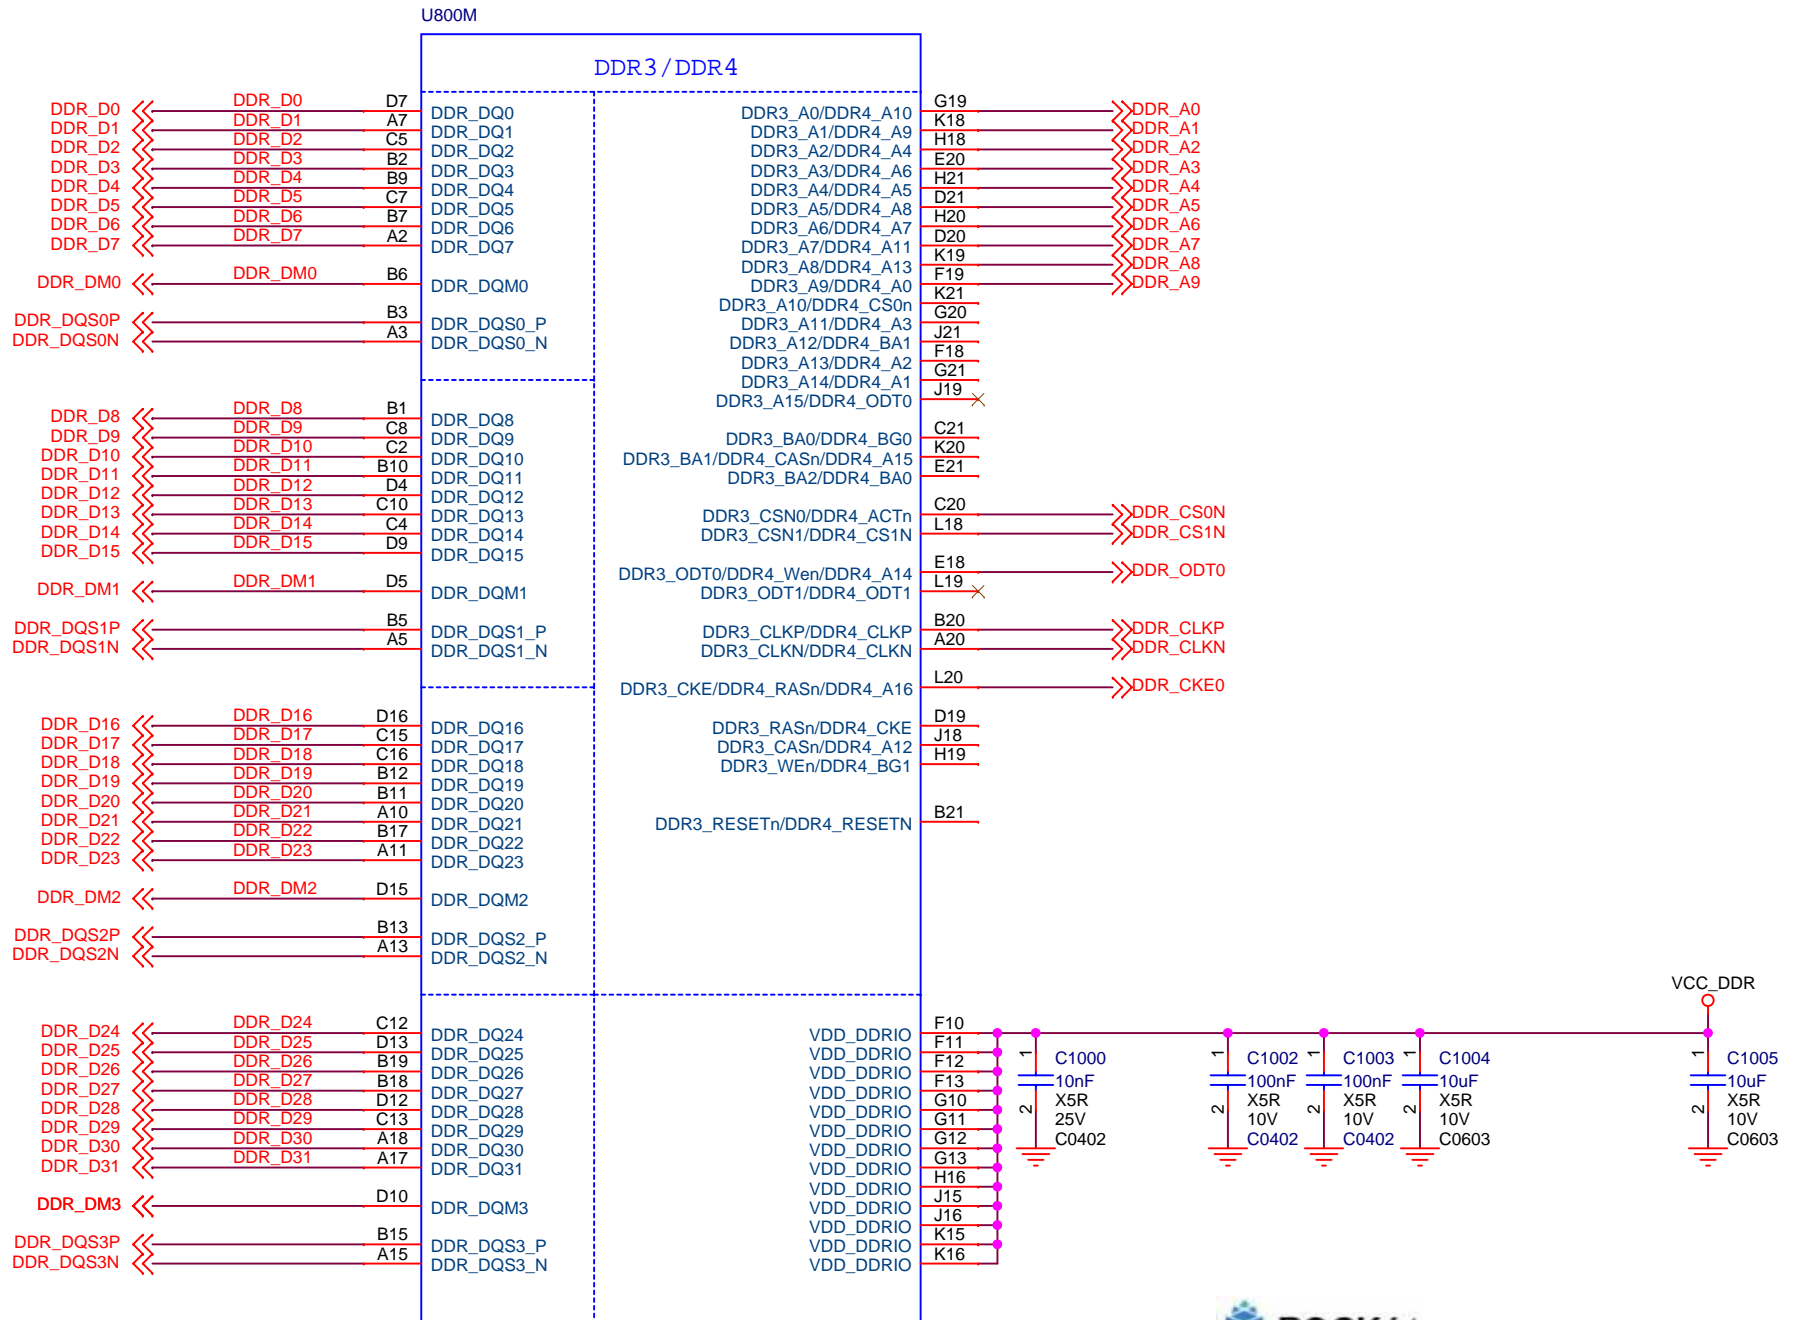 U800M
DDR3/DDR4
DDR_D0 DDR_D0 D7 DDR_DQ0 DDR3_A0/DDR4_A10 G19 DDR_A0
DDR_D1 DDR_D1 A7 DDR_DQ1 DDR3_A1/DDR4_A9 K18 DDR_A1
DDR_D2 DDR_D2 C5 DDR_DQ2 DDR3_A2/DDR4_A4 H18 DDR_A2
DDR_D3 DDR_D3 B2 DDR_DQ3 DDR3_A3/DDR4_A6 E20 DDR_A3
DDR_D4 DDR_D4 B9 DDR_DQ4 DDR3_A4/DDR4_A5 H21 DDR_A4
DDR_D5 DDR_D5 C7 DDR_DQ5 DDR3_A5/DDR4_A8 D21 DDR_A5
DDR_D6 DDR_D6 B7 DDR_DQ6 DDR3_A6/DDR4_A7 H20 DDR_A6
DDR_D7 DDR_D7 A2 DDR_DQ7 DDR3_A7/DDR4_A11 D20 DDR_A7
DDR3_A8/DDR4_A13 K19 DDR_A8
DDR_DM0 DDR_DM0 B6 DDR_DQM0 DDR3_A9/DDR4_A0 F19 DDR_A9
DDR3_A10/DDR4_CS0n K21
DDR_DQS0P B3 DDR_DQS0_P DDR3_A11/DDR4_A3 G20
DDR_DQS0N A3 DDR_DQS0_N DDR3_A12/DDR4_BA1 J21
DDR3_A13/DDR4_A2 F18
DDR3_A14/DDR4_A1 G21
DDR3_A15/DDR4_ODT0 J19
DDR_D8 DDR_D8 B1 DDR_DQ8
DDR_D9 DDR_D9 C8 DDR_DQ9 DDR3_BA0/DDR4_BG0 C21
DDR_D10 DDR_D10 C2 DDR_DQ10 DDR3_BA1/DDR4_CASn/DDR4_A15 K20
DDR_D11 DDR_D11 B10 DDR_DQ11 DDR3_BA2/DDR4_BA0 E21
DDR_D12 DDR_D12 D4 DDR_DQ12
DDR_D13 DDR_D13 C10 DDR_DQ13 DDR3_CSN0/DDR4_ACTn C20 DDR_CS0N
DDR_D14 DDR_D14 C4 DDR_DQ14 DDR3_CSN1/DDR4_CS1N L18 DDR_CS1N
DDR_D15 DDR_D15 D9 DDR_DQ15
DDR3_ODT0/DDR4_Wen/DDR4_A14 E18 DDR_ODT0
DDR_DM1 DDR_DM1 D5 DDR_DQM1 DDR3_ODT1/DDR4_ODT1 L19
DDR_DQS1P B5 DDR_DQS1_P DDR3_CLKP/DDR4_CLKP B20 DDR_CLKP
DDR_DQS1N A5 DDR_DQS1_N DDR3_CLKN/DDR4_CLKN A20 DDR_CLKN
DDR3_CKE/DDR4_RASn/DDR4_A16 L20 DDR_CKE0
DDR_D16 DDR_D16 D16 DDR_DQ16 DDR3_RASn/DDR4_CKE D19
DDR_D17 DDR_D17 C15 DDR_DQ17 DDR3_CASn/DDR4_A12 J18
DDR_D18 DDR_D18 C16 DDR_DQ18 DDR3_WEn/DDR4_BG1 H19
DDR_D19 DDR_D19 B12 DDR_DQ19
DDR_D20 DDR_D20 B11 DDR_DQ20
DDR_D21 DDR_D21 A10 DDR_DQ21 DDR3_RESETn/DDR4_RESETN B21
DDR_D22 DDR_D22 B17 DDR_DQ22
DDR_D23 DDR_D23 A11 DDR_DQ23
DDR_DM2 DDR_DM2 D15 DDR_DQM2
DDR_DQS2P B13 DDR_DQS2_P
DDR_DQS2N A13 DDR_DQS2_N
VCC_DDR
DDR_D24 DDR_D24 C12 DDR_DQ24 VDD_DDRIO F10
DDR_D25 DDR_D25 D13 DDR_DQ25 VDD_DDRIO F11 1 C1000 1 C1002 1 C1003 1 C1004 1 C1005
DDR_D26 DDR_D26 B19 DDR_DQ26 VDD_DDRIO F12 10nF 100nF 100nF 10uF 10uF
DDR_D27 DDR_D27 B18 DDR_DQ27 VDD_DDRIO F13 X5R X5R X5R X5R X5R
DDR_D28 DDR_D28 D12 DDR_DQ28 VDD_DDRIO G10 2 25V 2 10V 2 10V 2 10V 2 10V
DDR_D29 DDR_D29 C13 DDR_DQ29 VDD_DDRIO G11 C0402 C0402 C0402 C0603 C0603
DDR_D30 DDR_D30 A18 DDR_DQ30 VDD_DDRIO G12
DDR_D31 DDR_D31 A17 DDR_DQ31 VDD_DDRIO G13
VDD_DDRIO H16
DDR_DM3 D10 DDR_DQM3 VDD_DDRIO J15
VDD_DDRIO J16
DDR_DQS3P B15 DDR_DQS3_P VDD_DDRIO K15
DDR_DQS3N A15 DDR_DQS3_N VDD_DDRIO K16